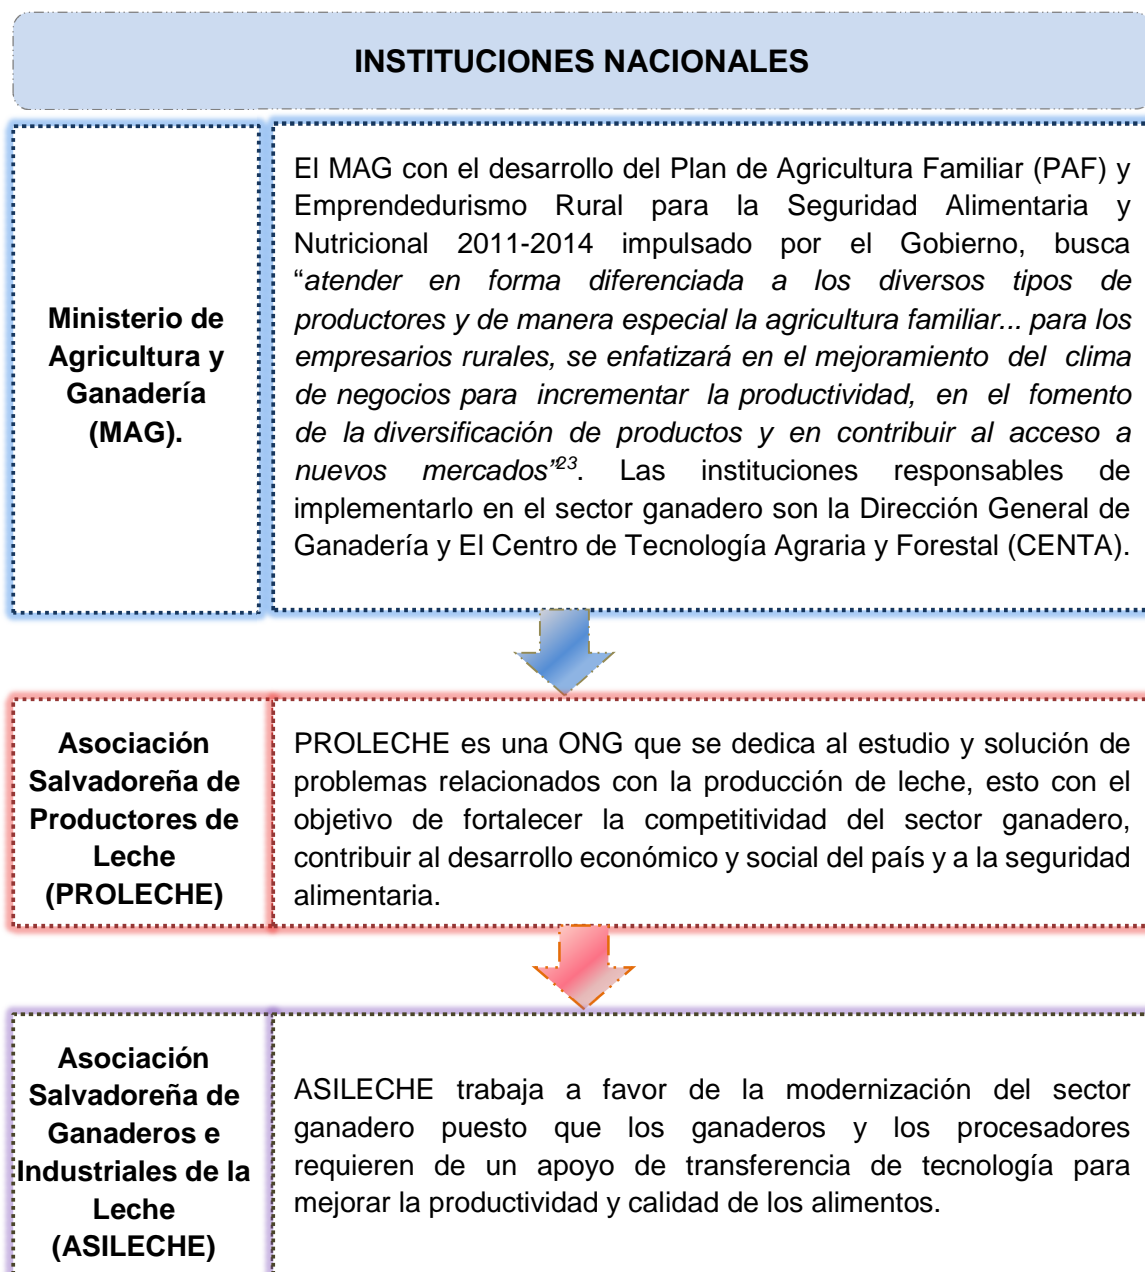 INSTITUCIONES NACIONALES
Ministerio de
Agricultura y
Ganadería
(MAG).
El MAG con el desarrollo del Plan de Agricultura Familiar (PAF) y
Emprendedurismo Rural para la Seguridad Alimentaria y
Nutricional 2011-2014 impulsado por el Gobierno, busca
“atender en forma diferenciada a los diversos tipos de
productores y de manera especial la agricultura familiar... para los
empresarios rurales, se enfatizará en el mejoramiento del clima
de negocios para incrementar la productividad, en el fomento
de la diversificación de productos y en contribuir al acceso a
nuevos mercados”23. Las instituciones responsables de
implementarlo en el sector ganadero son la Dirección General de
Ganadería y El Centro de Tecnología Agraria y Forestal (CENTA).
Asociación
Salvadoreña de
Productores de
Leche
(PROLECHE)
PROLECHE es una ONG que se dedica al estudio y solución de
problemas relacionados con la producción de leche, esto con el
objetivo de fortalecer la competitividad del sector ganadero,
contribuir al desarrollo económico y social del país y a la seguridad
alimentaria.
Asociación
Salvadoreña de
Ganaderos e
Industriales de la
Leche
(ASILECHE)
ASILECHE trabaja a favor de la modernización del sector
ganadero puesto que los ganaderos y los procesadores
requieren de un apoyo de transferencia de tecnología para
mejorar la productividad y calidad de los alimentos.